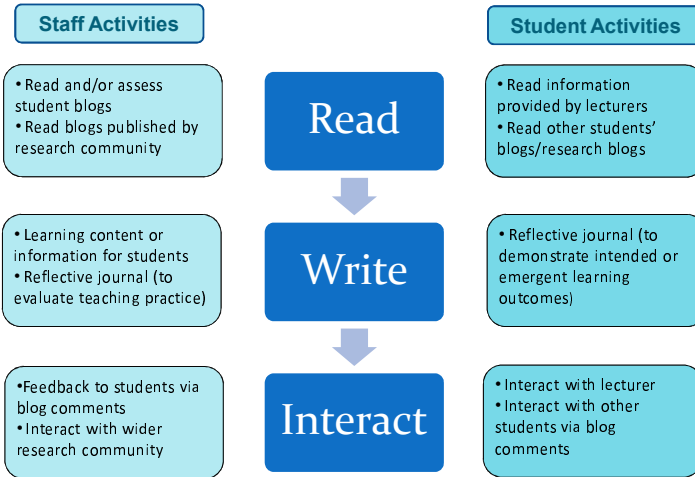 Staff Activities
Student Activities
• Read and/or assess
student blogs
• Read blogs published by
research community
Read
• Read information
provided by lecturers
• Read other students'
blogs/research blogs
• Learning content or
information for students
• Reflective journal (to
evaluate teaching practice)
Write
• Reflective journal (to
demonstrate intended or
emergent learning
outcomes)
•Feedback to students via
blog comments
• Interact with wider
research community
Interact
• Interact with lecturer
• Interact with other
students via blog
comments